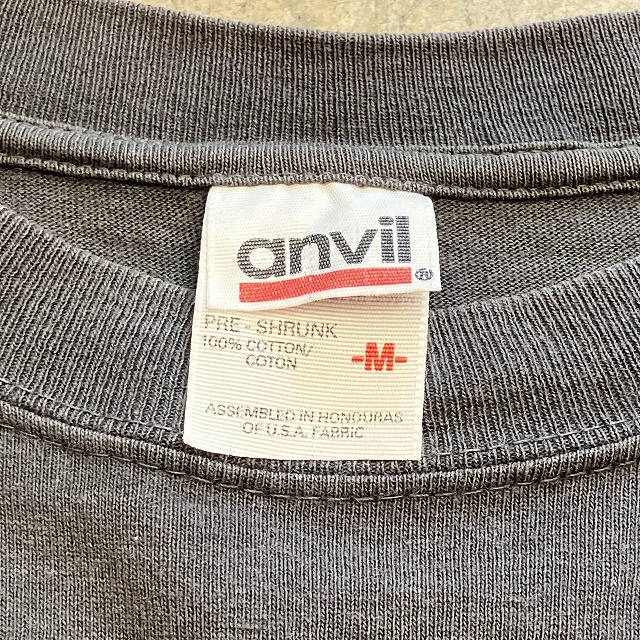 anvil
®
PRE-SHRUNK
100% COTTON/
COTON
-M-
ASSEMBLED IN HONDURAS
OF U.S.A. FABRIC